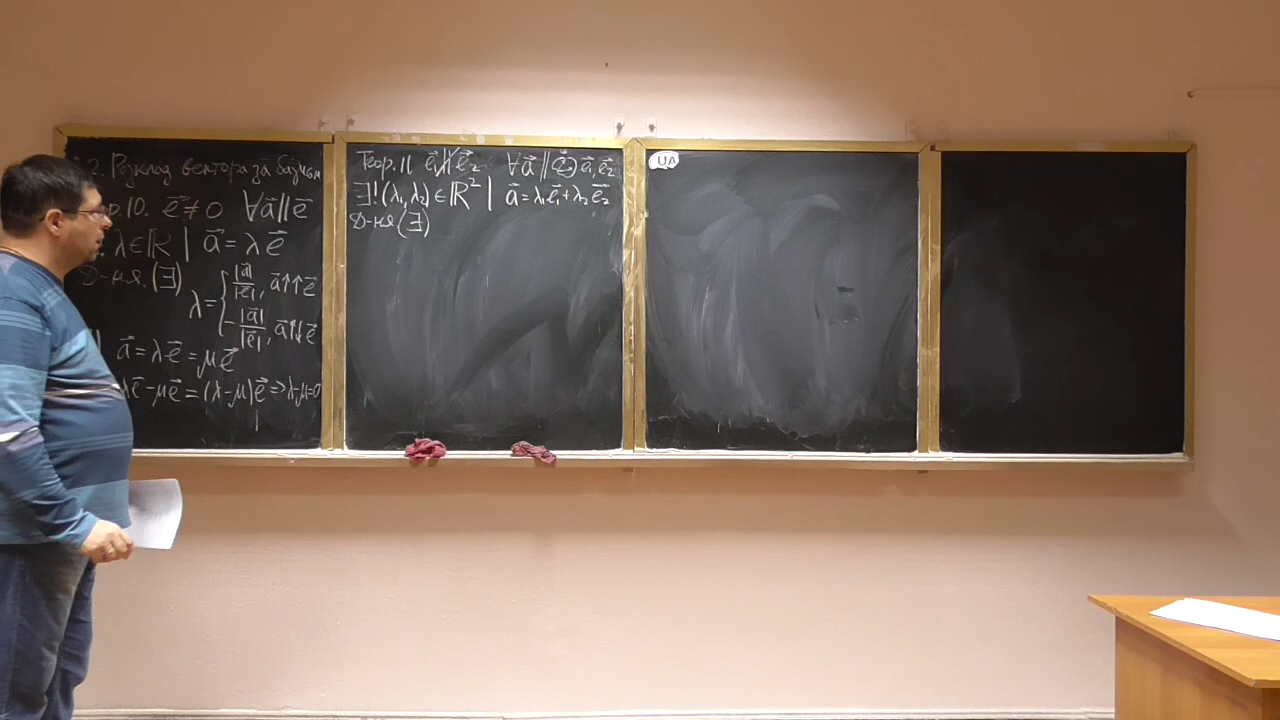 2. Розклад вектора за базисом
р.10. e⃗ ≠ 0 ∀a⃗ ∥ e⃗
! λ ∈ ℝ | a⃗ = λe⃗
Д-ня. (∃) λ = { |a⃗|/|e⃗|, a⃗↑↑e⃗
-|a⃗|/|e⃗|, a⃗↑↓e⃗
a⃗ = λe⃗ = μe⃗
λe⃗ - μe⃗ = (λ-μ)e⃗ ⇒ λ-μ=0
Теор.11 e⃗₁ ∦ e⃗₂ ∀a⃗ ∥ e⃗₁, e⃗₂
∃! (λ₁, λ₂) ∈ ℝ² | a⃗ = λ₁e⃗₁ + λ₂e⃗₂
Д-ня (∃)
UA